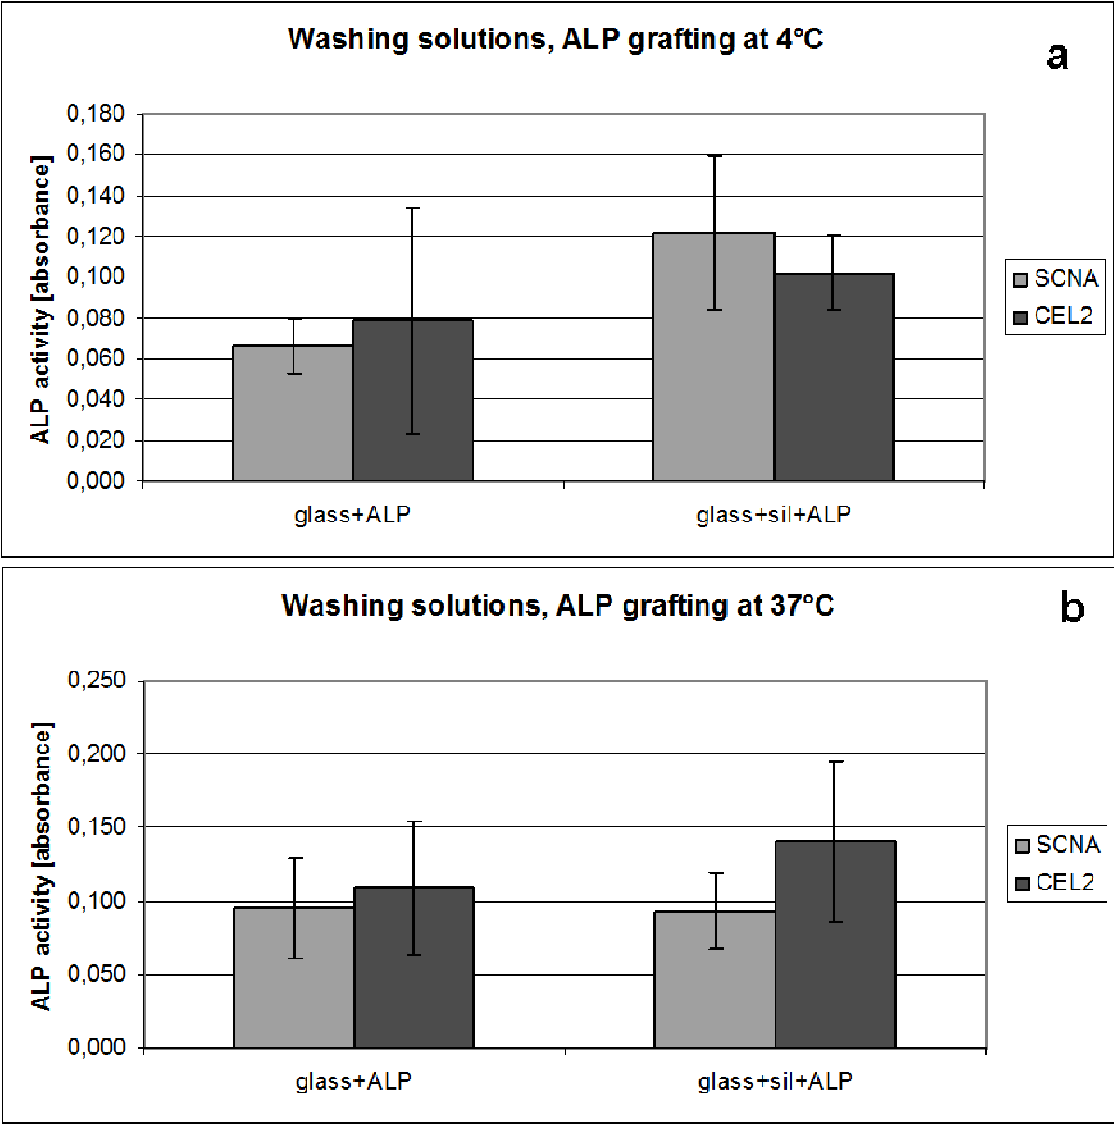 Washing solutions, ALP grafting at 4°C
a
ALP activity [absorbance]
0,180
0,160
0,140
0,120
0,100
0,080
0,060
0,040
0,020
0,000
glass+ALP
glass+sil+ALP
SCNA
CEL2
Washing solutions, ALP grafting at 37°C
b
ALP activity [absorbance]
0,250
0,200
0,150
0,100
0,050
0,000
glass+ALP
glass+sil+ALP
SCNA
CEL2